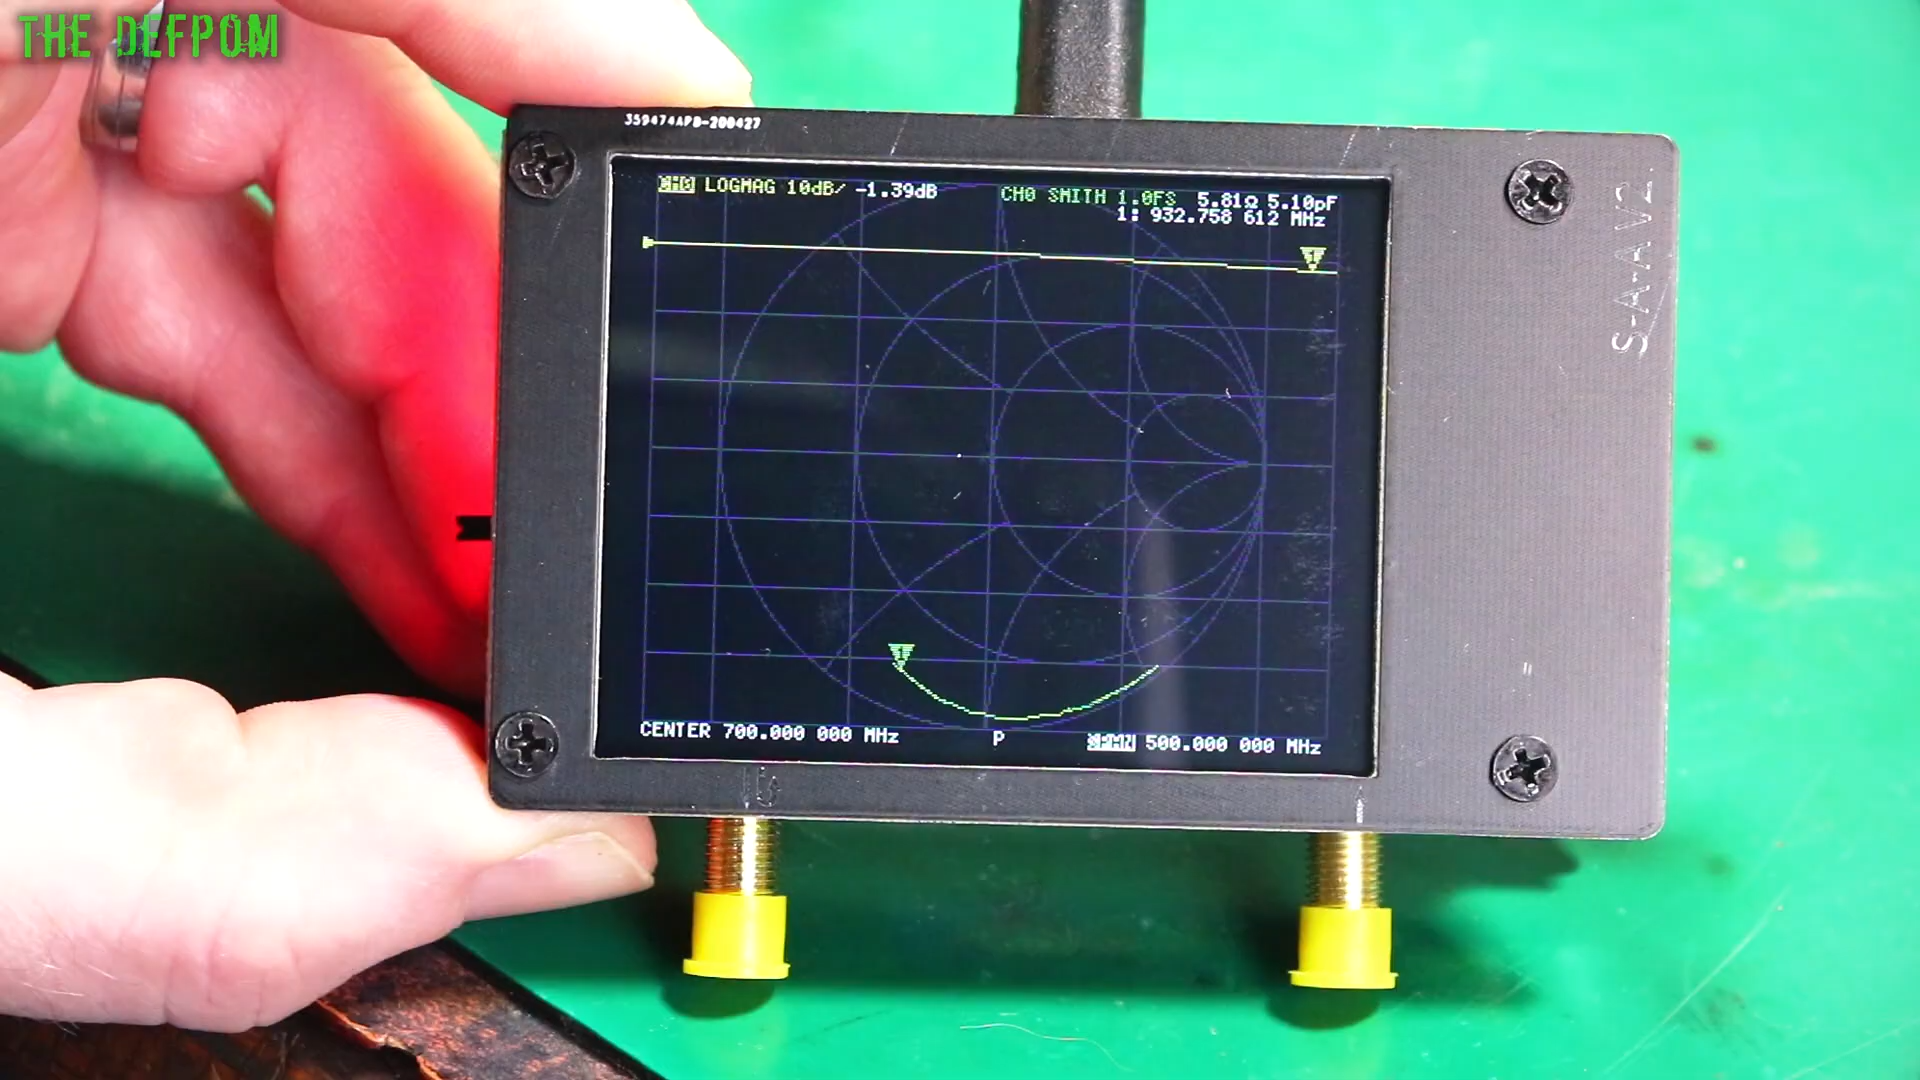 THE DEFPOM
359474APB-200427
CH0 LOGMAG 10dB/ -1.39dB
CH0 SMITH 1.0FS 5.81Ω 5.10pF
1: 932.758 612 MHz
S-A-A V2
CENTER 700.000 000 MHz
P
SPAN 500.000 000 MHz